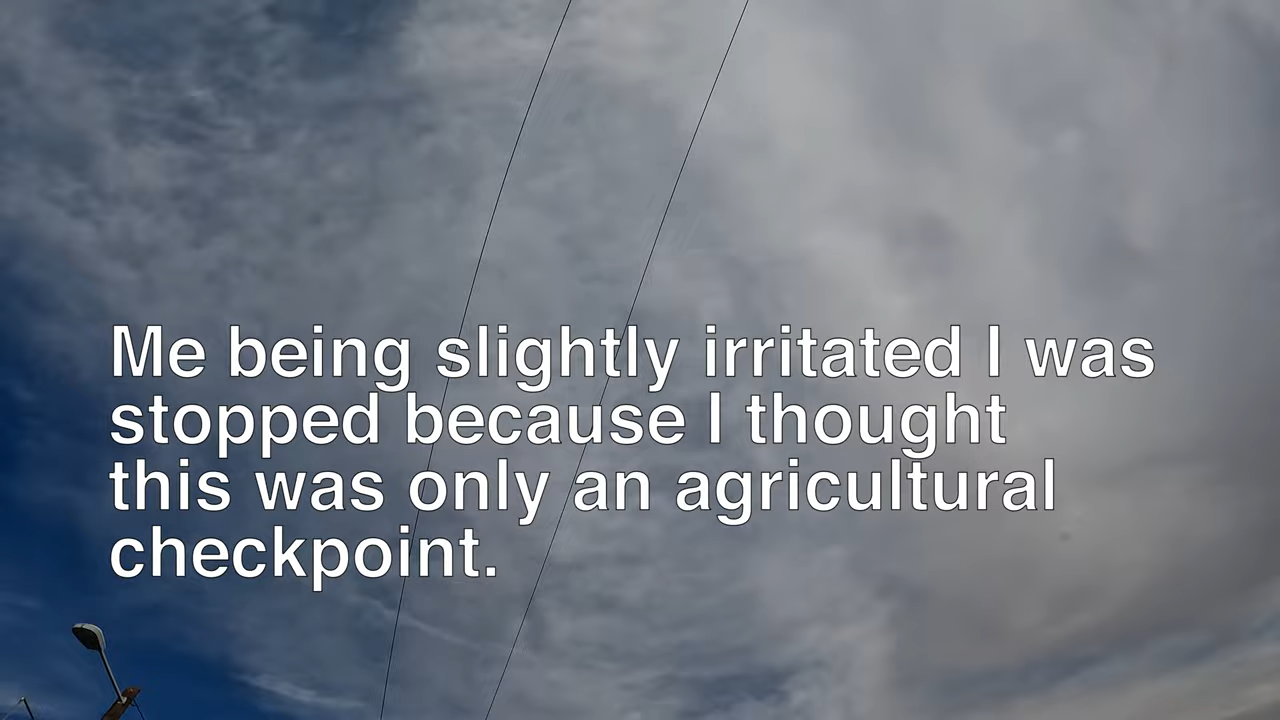 Me being slightly irritated I was
stopped because I thought
this was only an agricultural
checkpoint.